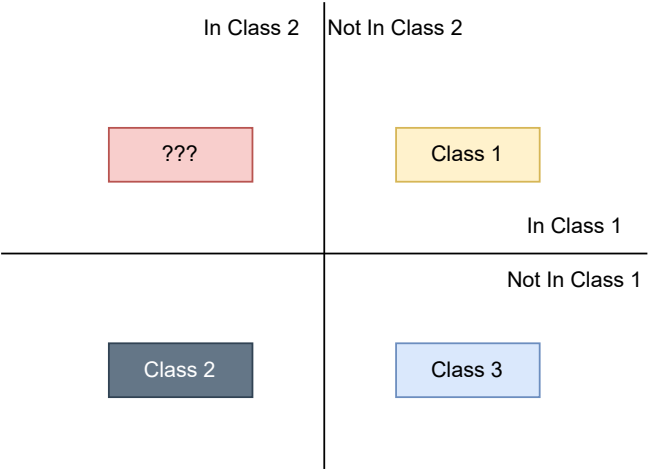 In Class 2
Not In Class 2
???
Class 1
In Class 1
Not In Class 1
Class 2
Class 3